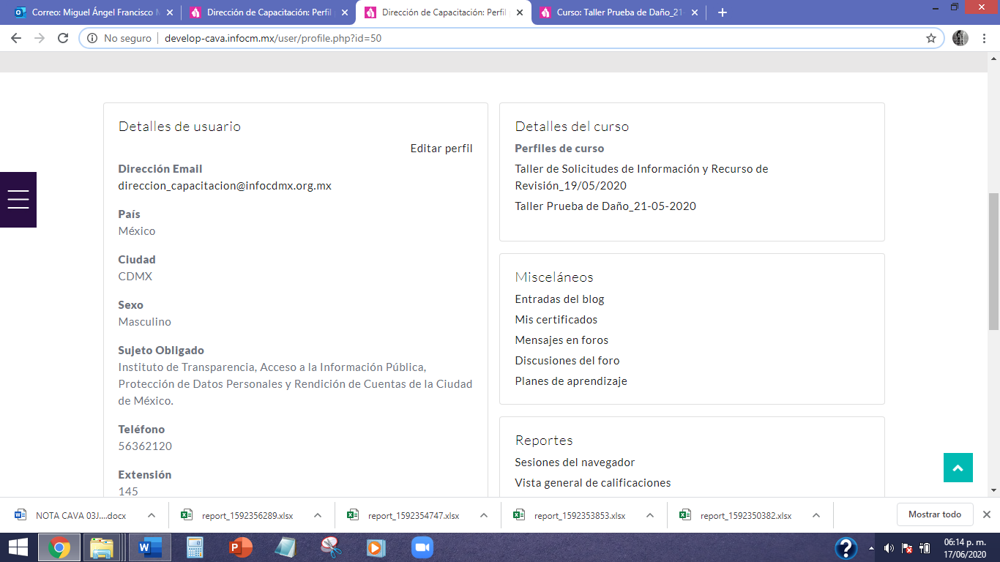 Correo: Miguel Ángel Francisco M
Dirección de Capacitación: Perfil
Dirección de Capacitación: Perfil
Curso: Taller Prueba de Daño_21-
No seguro
develop-cava.infocm.mx/user/profile.php?id=50
Detalles de usuario
Editar perfil
Dirección Email
direccion_capacitacion@infocdmx.org.mx
País
México
Ciudad
CDMX
Sexo
Masculino
Sujeto Obligado
Instituto de Transparencia, Acceso a la Información Pública,
Protección de Datos Personales y Rendición de Cuentas de la Ciudad
de México.
Teléfono
56362120
Extensión
145
Detalles del curso
Perfiles de curso
Taller de Solicitudes de Información y Recurso de
Revisión_19/05/2020
Taller Prueba de Daño_21-05-2020
Misceláneos
Entradas del blog
Mis certificados
Mensajes en foros
Discusiones del foro
Planes de aprendizaje
Reportes
Sesiones del navegador
Vista general de calificaciones
NOTA CAVA 03J....docx
report_1592356289.xlsx
report_1592354747.xlsx
report_1592353853.xlsx
report_1592350382.xlsx
Mostrar todo
06:14 p. m.
17/06/2020